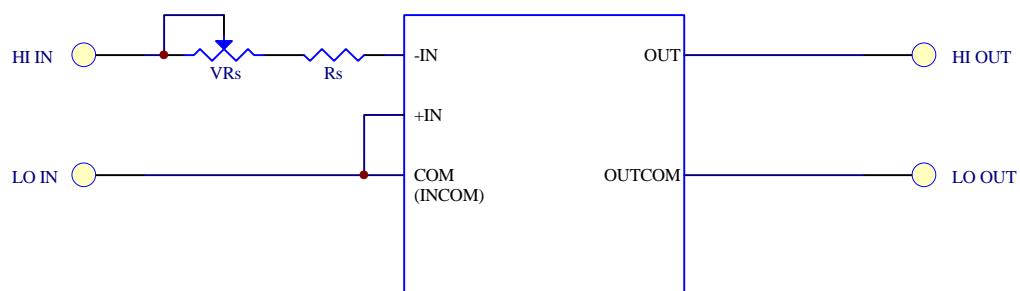 HI IN
VRs
Rs
-IN
OUT
HI OUT
+IN
LO IN
COM
(INCOM)
OUTCOM
LO OUT